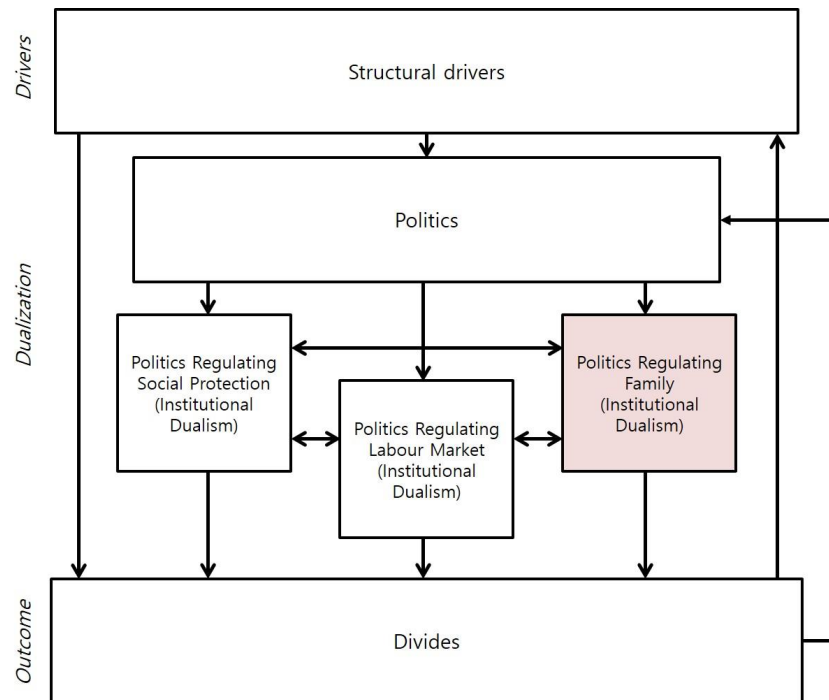 Drivers
Structural drivers
Dualization
Politics
Politics Regulating
Social Protection
(Institutional
Dualism)
Politics Regulating
Labour Market
(Institutional
Dualism)
Politics Regulating
Family
(Institutional
Dualism)
Outcome
Divides